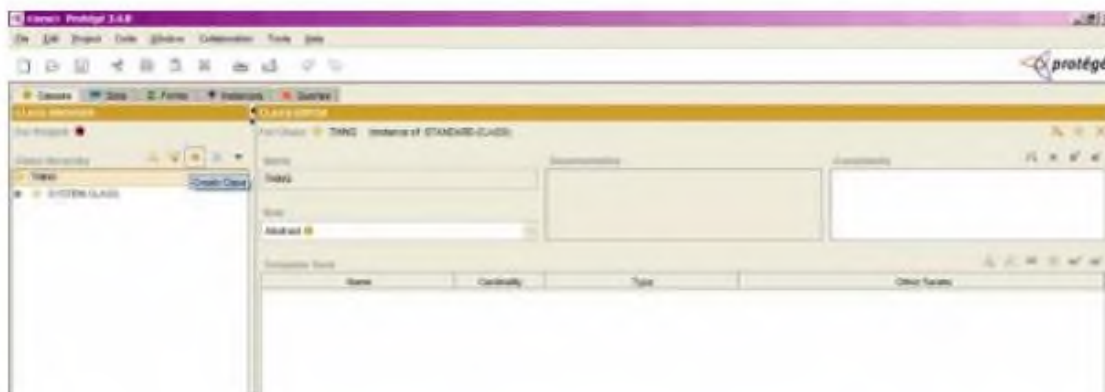 Protégé 3.4.8
Edit Project Code Window Collaboration Tools Help
protégé
Classes Slots Forms Instances Queries
CLASS BROWSER CLASS EDITOR
For Project: For Class: THING (instance of :STANDARD-CLASS)
Class Hierarchy Name Documentation Constraints
:THING Create Class :THING
:SYSTEM-CLASS
Role
Abstract
Template Slots
Name Cardinality Type Other Facets